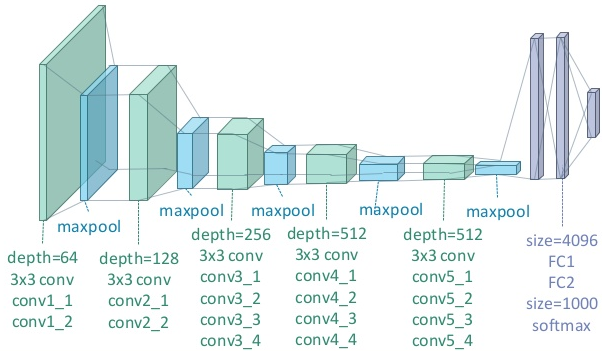 maxpool
maxpool
maxpool
maxpool
maxpool
depth=64
3x3 conv
conv1_1
conv1_2
depth=128
3x3 conv
conv2_1
conv2_2
depth=256
3x3 conv
conv3_1
conv3_2
conv3_3
conv3_4
depth=512
3x3 conv
conv4_1
conv4_2
conv4_3
conv4_4
depth=512
3x3 conv
conv5_1
conv5_2
conv5_3
conv5_4
size=4096
FC1
FC2
size=1000
softmax